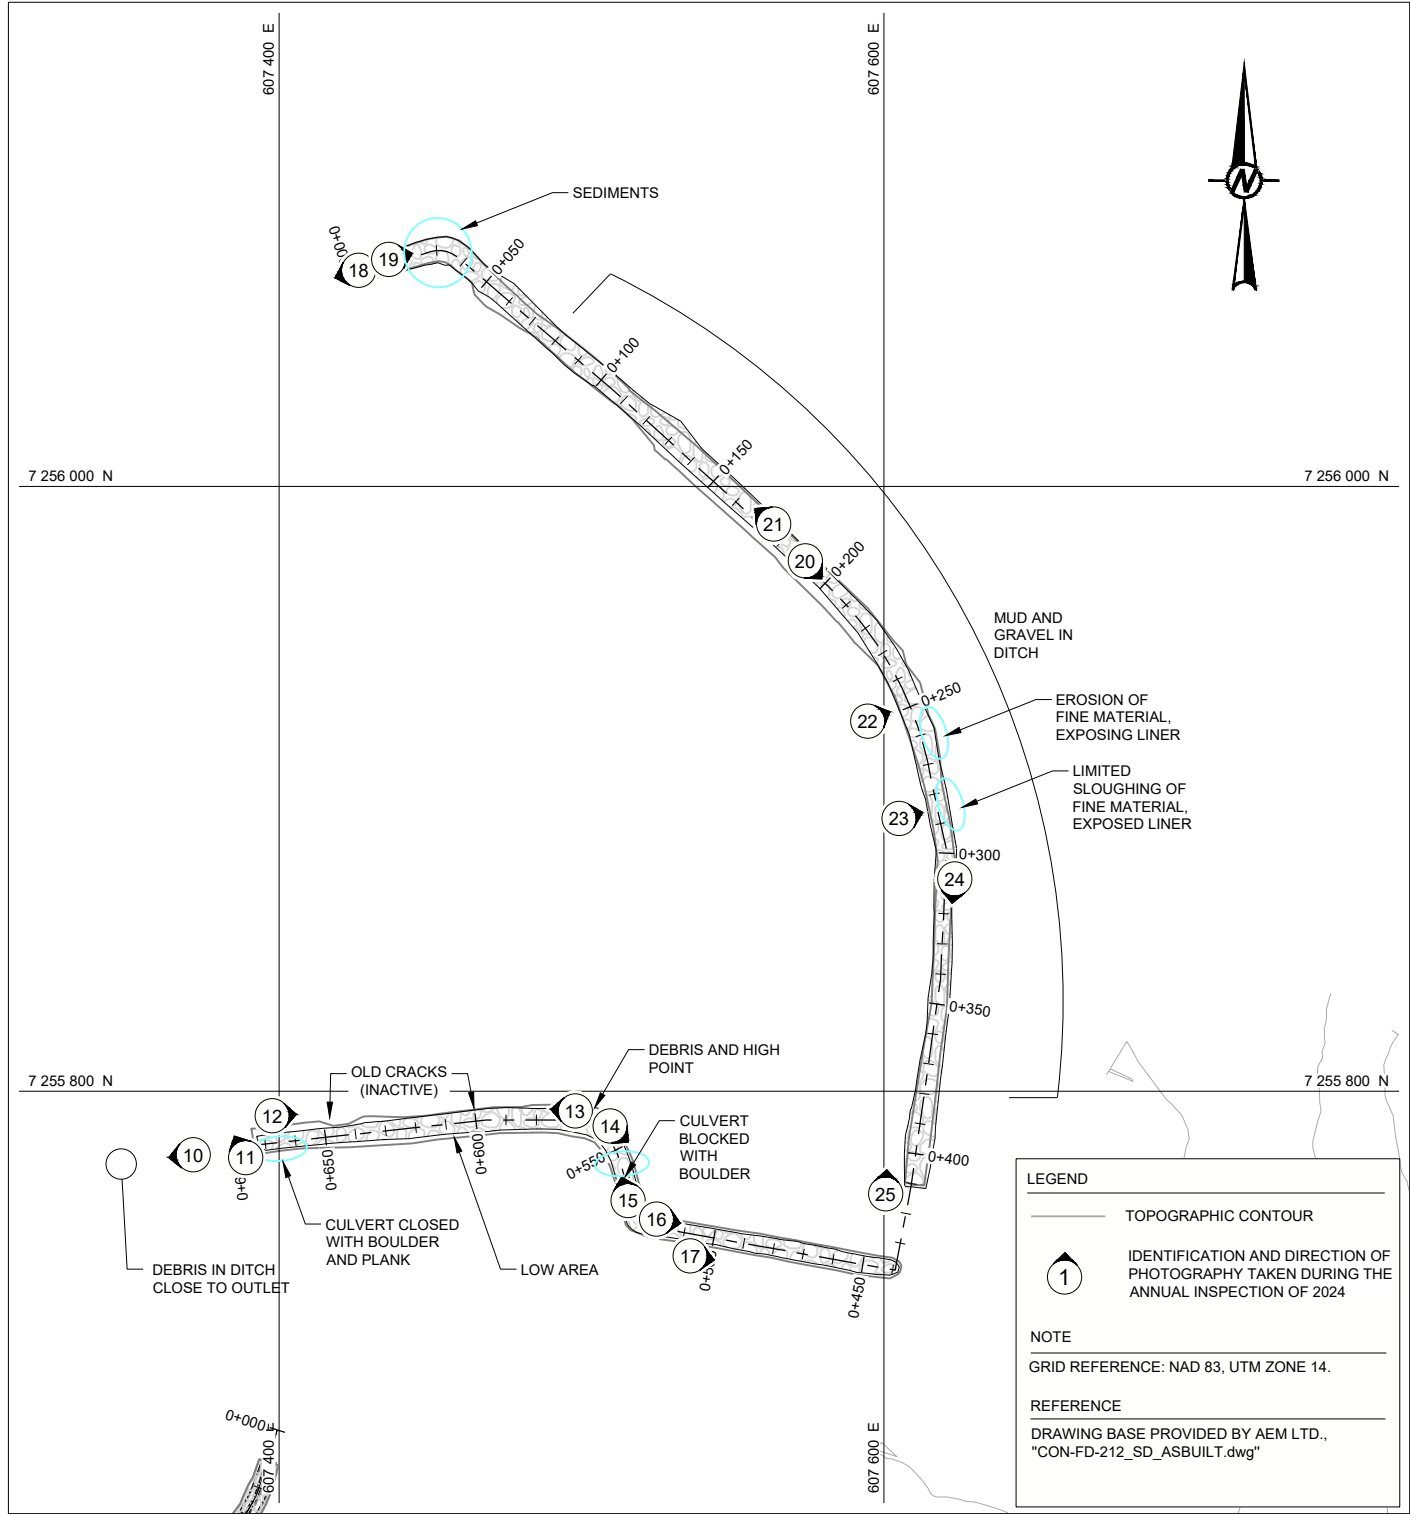 607 400 E
607 600 E
N
SEDIMENTS
0+00
18
19
0+050
0+100
0+150
7 256 000 N
7 256 000 N
21
20
0+200
MUD AND
GRAVEL IN
DITCH
0+250
22
EROSION OF
FINE MATERIAL,
EXPOSING LINER
LIMITED
SLOUGHING OF
FINE MATERIAL,
EXPOSED LINER
23
0+300
24
0+350
7 255 800 N
7 255 800 N
DEBRIS AND HIGH
POINT
OLD CRACKS
(INACTIVE)
12
13
14
CULVERT
BLOCKED
WITH
BOULDER
10
11
0+650
0+600
0+550
0+400
25
15
16
17
0+450
CULVERT CLOSED
WITH BOULDER
AND PLANK
LOW AREA
DEBRIS IN DITCH
CLOSE TO OUTLET
0+000
607 400 E
607 600 E
LEGEND
TOPOGRAPHIC CONTOUR
1
IDENTIFICATION AND DIRECTION OF
PHOTOGRAPHY TAKEN DURING THE
ANNUAL INSPECTION OF 2024
NOTE
GRID REFERENCE: NAD 83, UTM ZONE 14.
REFERENCE
DRAWING BASE PROVIDED BY AEM LTD.,
"CON-FD-212_SD_ASBUILT.dwg"